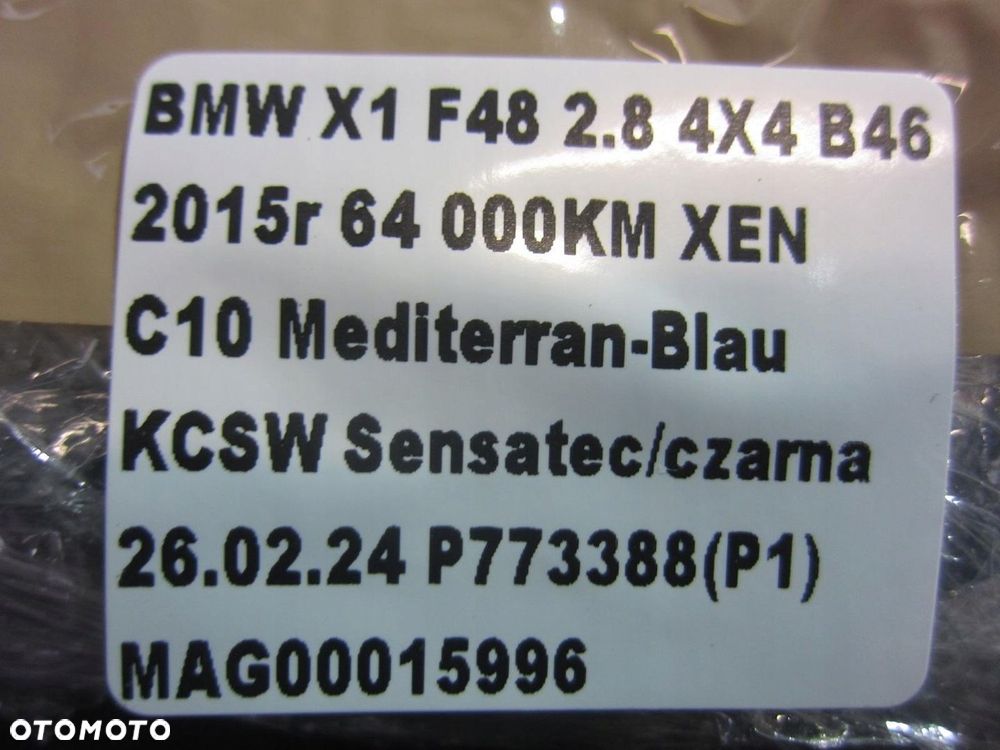 BMW X1 F48 2.8 4X4 B46
2015r 64 000KM XEN
C10 Mediterran-Blau
KCSW Sensatec/czarna
26.02.24 P773388(P1)
MAG00015996
OTOMOTO